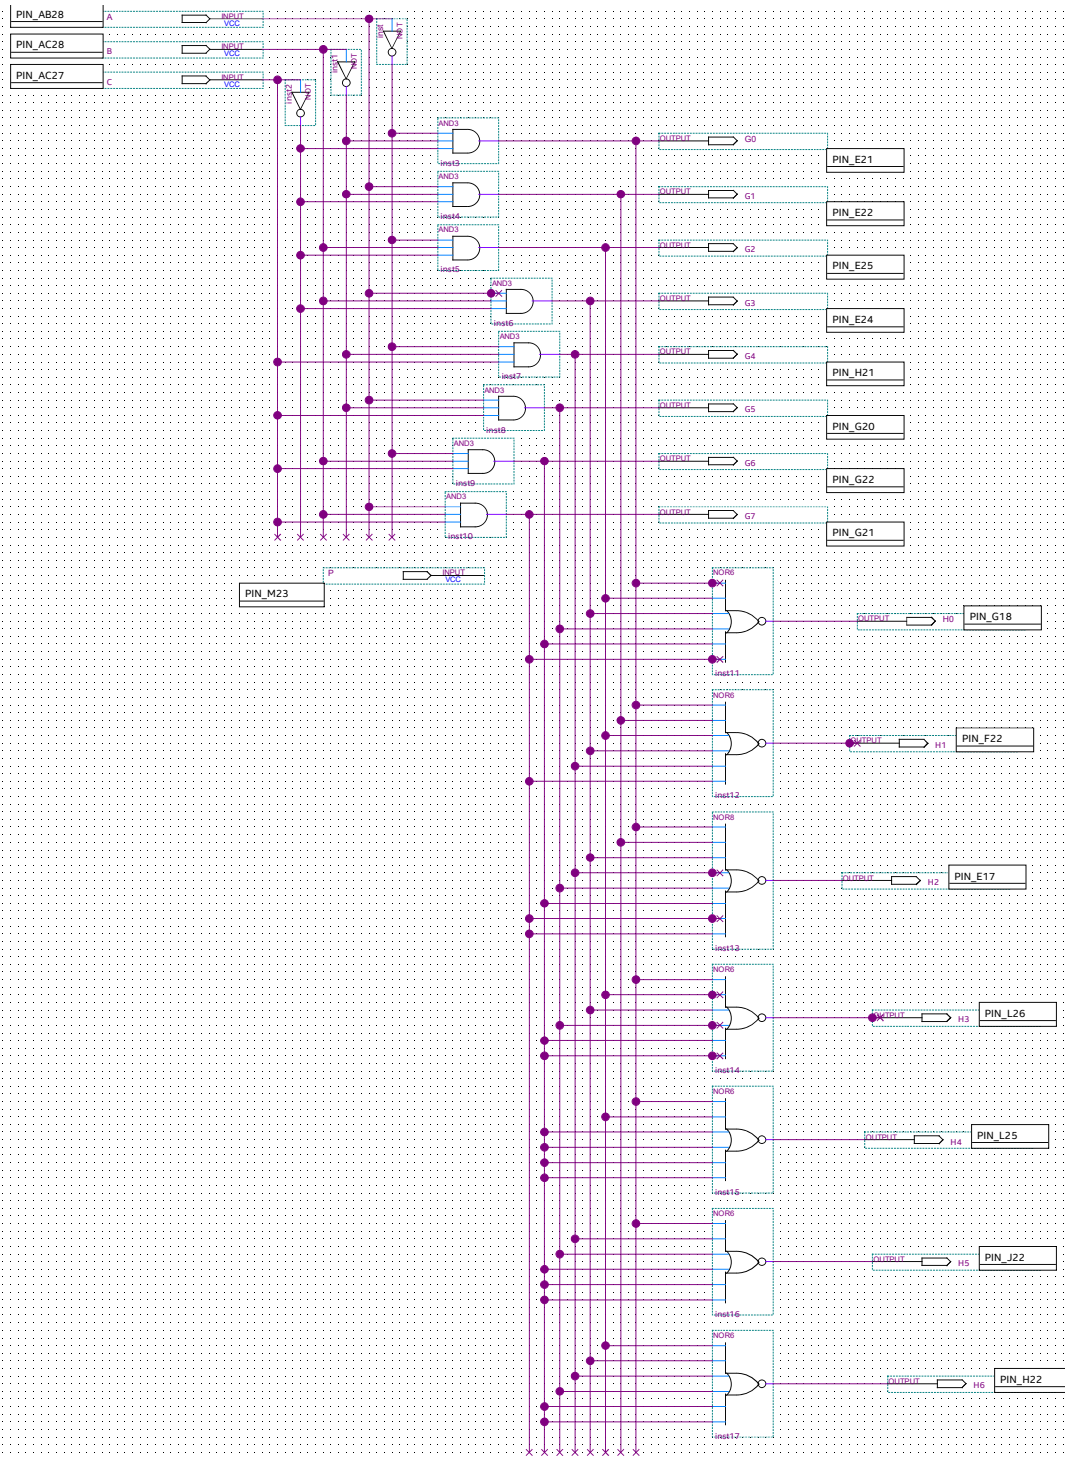 PIN_AB28 A INPUT VCC
inst NOT
PIN_AC28 B INPUT VCC
inst1 NOT
PIN_AC27 C INPUT VCC
inst2 NOT
AND3
OUTPUT G0
inst3
PIN_E21
AND3
OUTPUT G1
inst4
PIN_E22
AND3
OUTPUT G2
inst5
PIN_E25
AND3
OUTPUT G3
inst6
PIN_E24
AND3
OUTPUT G4
inst7
PIN_H21
AND3
OUTPUT G5
inst8
PIN_G20
AND3
OUTPUT G6
inst9
PIN_G22
AND3
OUTPUT G7
inst10
PIN_G21
P INPUT VCC
PIN_M23
NOR6
OUTPUT H0 PIN_G18
inst11
NOR6
OUTPUT H1 PIN_F22
inst12
NOR8
OUTPUT H2 PIN_E17
inst13
NOR6
OUTPUT H3 PIN_L26
inst14
NOR6
OUTPUT H4 PIN_L25
inst15
NOR6
OUTPUT H5 PIN_J22
inst16
NOR6
OUTPUT H6 PIN_H22
inst17